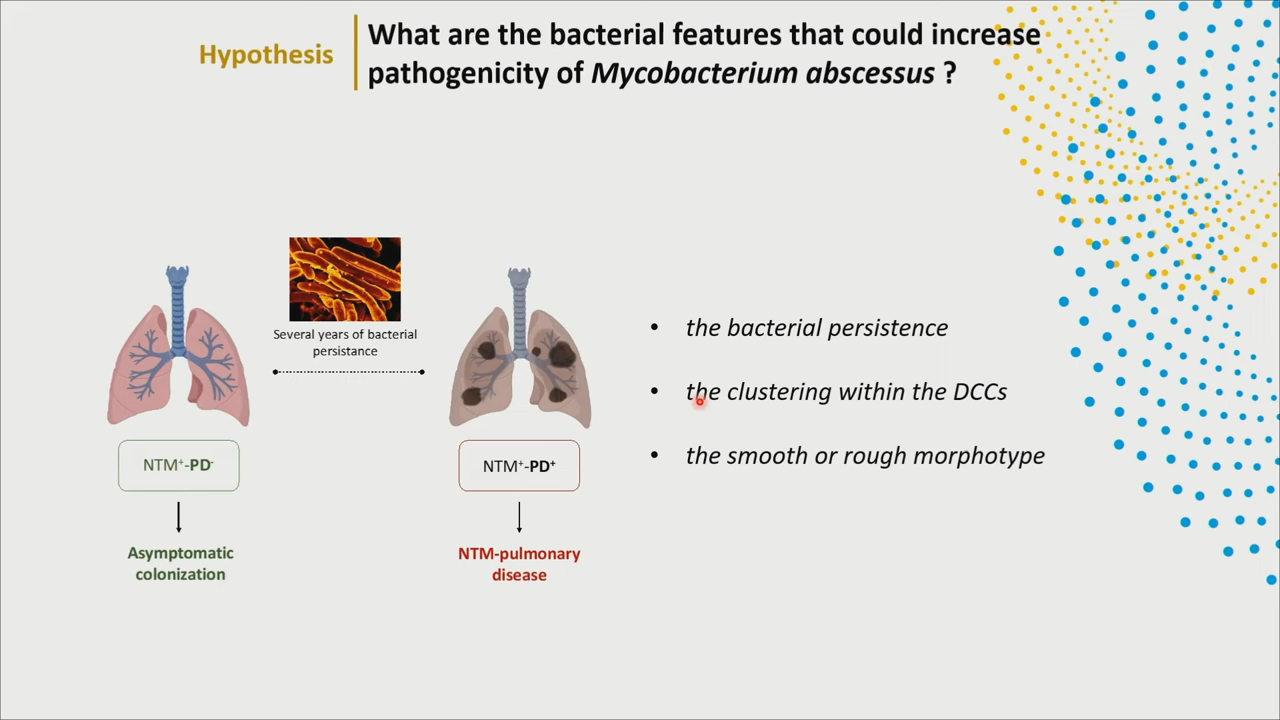 Hypothesis
What are the bacterial features that could increase
pathogenicity of Mycobacterium abscessus ?
Several years of bacterial
persistance
NTM⁺-PD⁻
NTM⁺-PD⁺
Asymptomatic
colonization
NTM-pulmonary
disease
• the bacterial persistence
• the clustering within the DCCs
• the smooth or rough morphotype